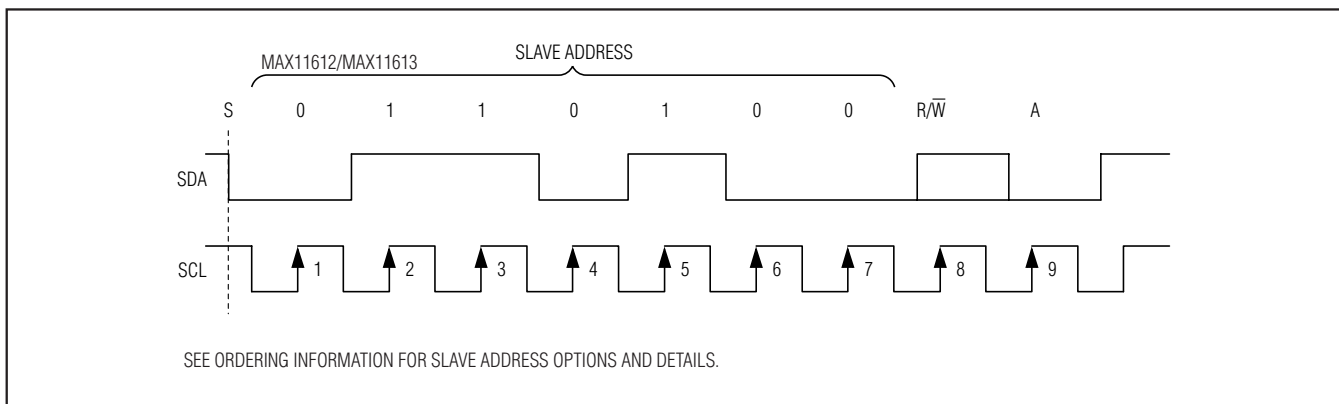 MAX11612/MAX11613
SLAVE ADDRESS
S 0 1 1 0 1 0 0 R/W̅ A
SDA
SCL 1 2 3 4 5 6 7 8 9
SEE ORDERING INFORMATION FOR SLAVE ADDRESS OPTIONS AND DETAILS.